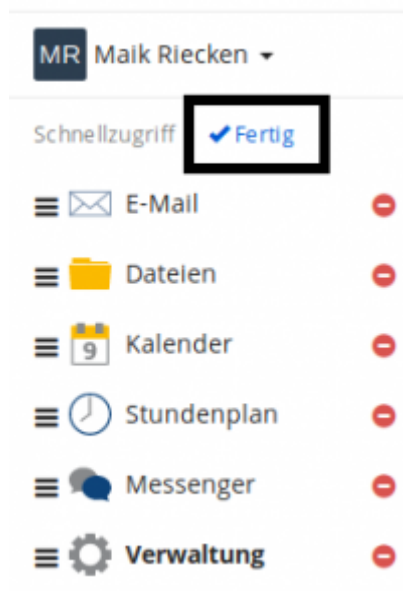 MR Maik Riecken
Schnellzugriff Fertig
E-Mail
Dateien
9 Kalender
Stundenplan
Messenger
Verwaltung